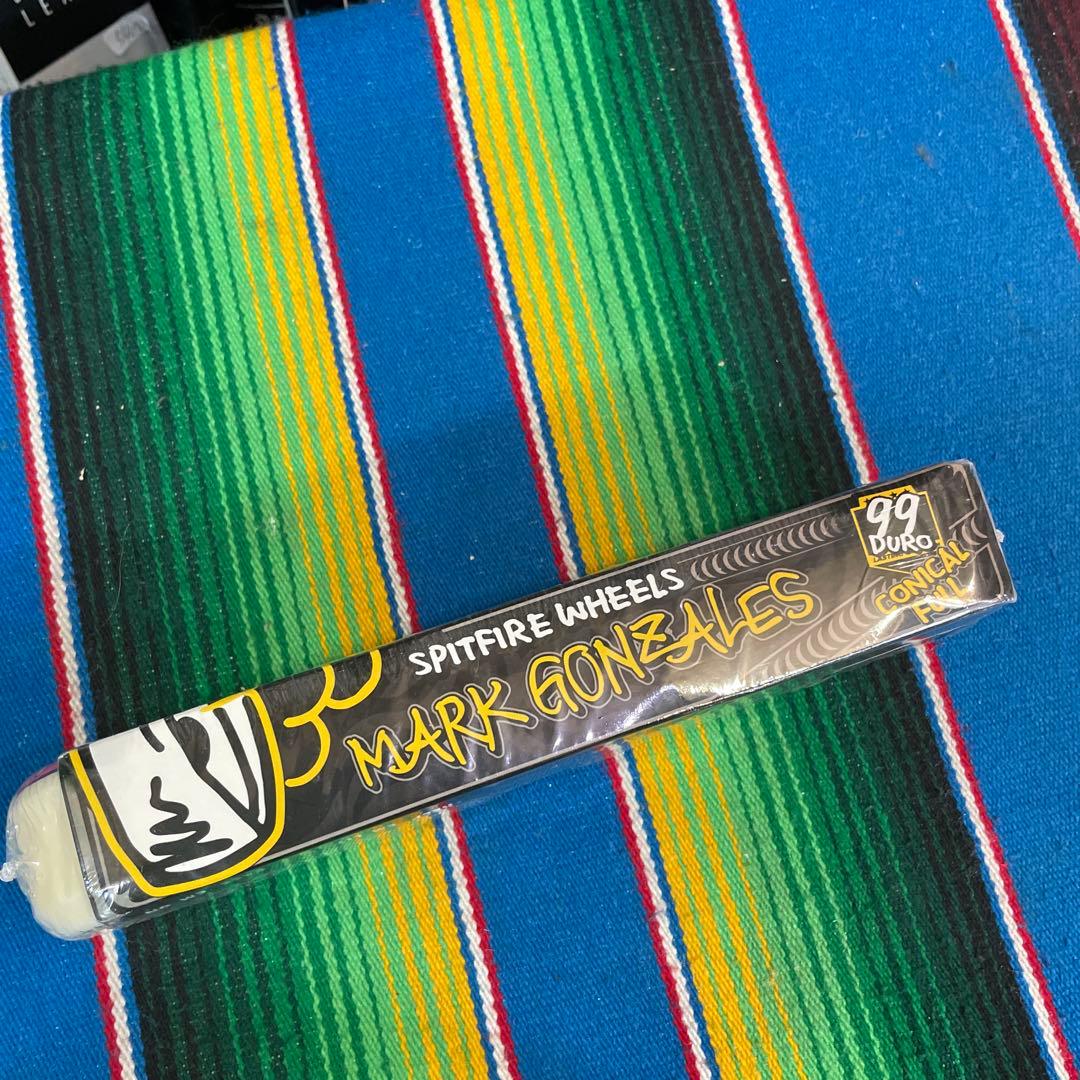 SPITFIRE WHEELS
MARK GONZALES
99
DURO
CONICAL
FULL